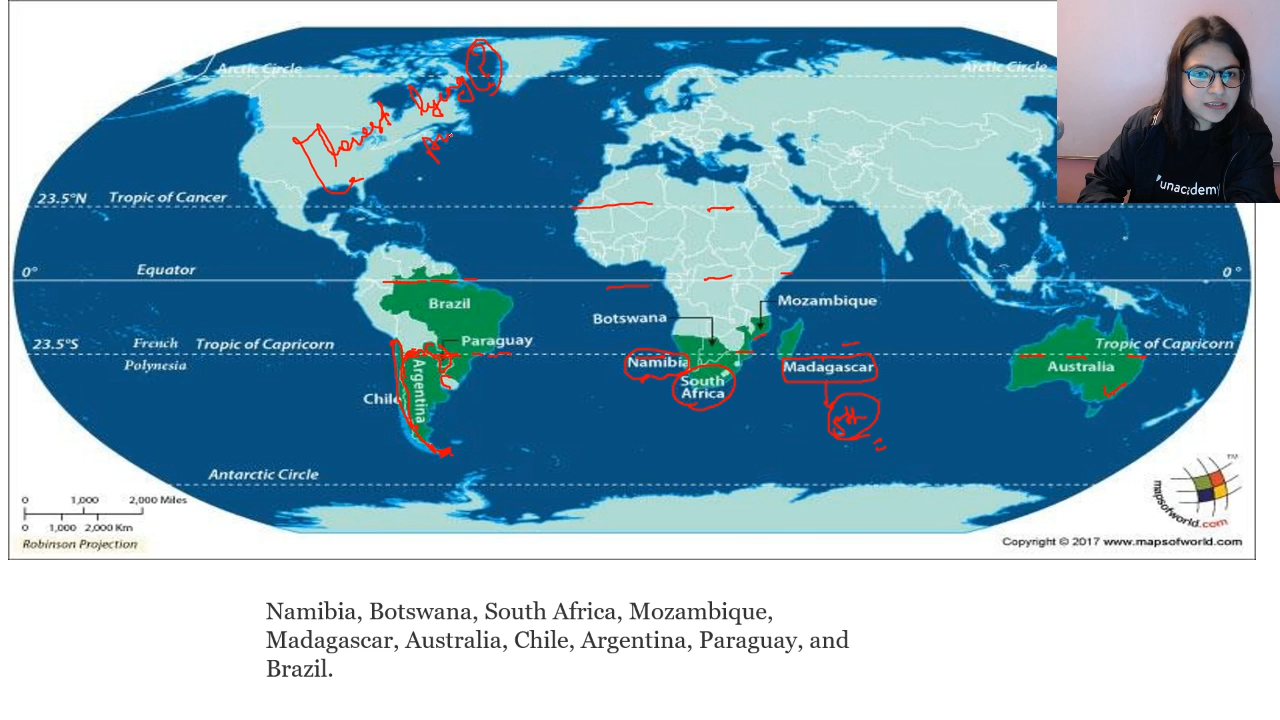 Arctic Circle
Arctic Circle
lying ?
'unacademy
23.5°N Tropic of Cancer
0° Equator 0°
Brazil
Mozambique
Botswana
23.5°S French Polynesia Tropic of Capricorn
Paraguay
Tropic of Capricorn
Namibia
Madagascar
Australia
Argentina
South Africa
Chile
Antarctic Circle
0 1,000 2,000 Miles
0 1,000 2,000 Km
Robinson Projection
TM
mapsofworld.com
Copyright © 2017 www.mapsofworld.com
Namibia, Botswana, South Africa, Mozambique,
Madagascar, Australia, Chile, Argentina, Paraguay, and
Brazil.